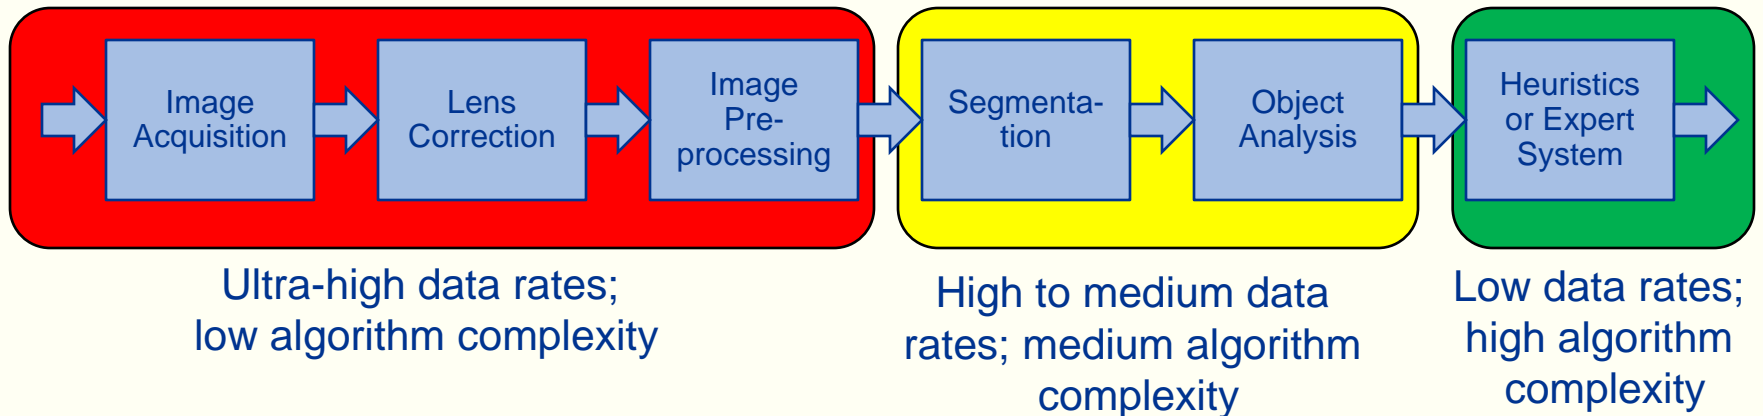 Image
Acquisition
Lens
Correction
Image
Pre-
processing
Segmenta-
tion
Object
Analysis
Heuristics
or Expert
System
Ultra-high data rates;
low algorithm complexity
High to medium data
rates; medium algorithm
complexity
Low data rates;
high algorithm
complexity